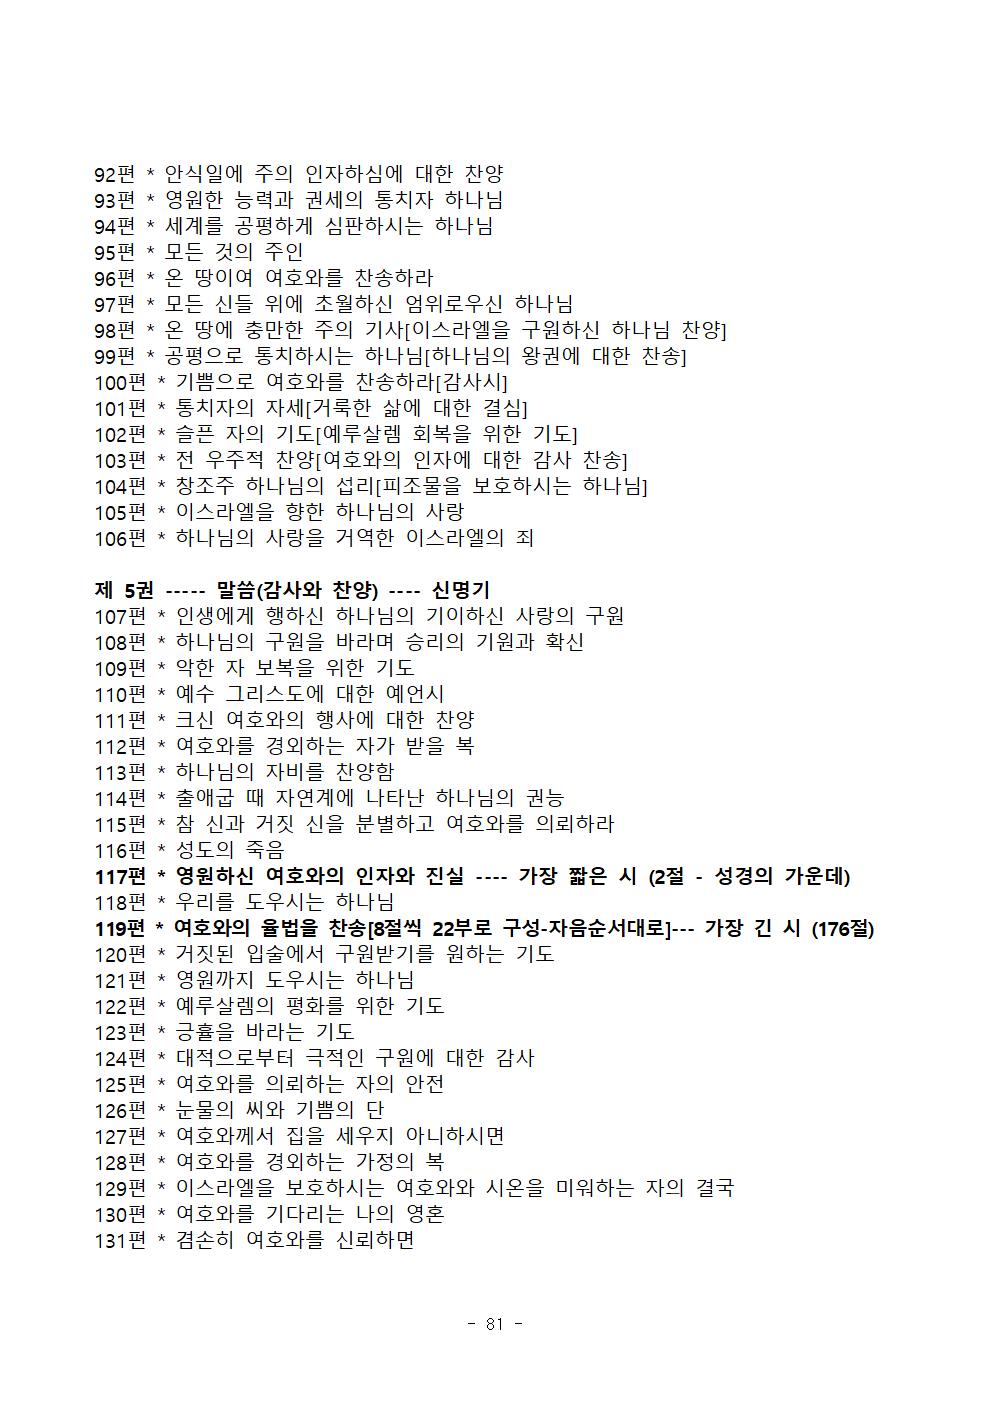 92편 * 안식일에 주의 인자하심에 대한 찬양
93편 * 영원한 능력과 권세의 통치자 하나님
94편 * 세계를 공평하게 심판하시는 하나님
95편 * 모든 것의 주인
96편 * 온 땅이여 여호와를 찬송하라
97편 * 모든 신들 위에 초월하신 엄위로우신 하나님
98편 * 온 땅에 충만한 주의 기사[이스라엘을 구원하신 하나님 찬양]
99편 * 공평으로 통치하시는 하나님[하나님의 왕권에 대한 찬송]
100편 * 기쁨으로 여호와를 찬송하라[감사시]
101편 * 통치자의 자세[거룩한 삶에 대한 결심]
102편 * 슬픈 자의 기도[예루살렘 회복을 위한 기도]
103편 * 전 우주적 찬양[여호와의 인자에 대한 감사 찬송]
104편 * 창조주 하나님의 섭리[피조물을 보호하시는 하나님]
105편 * 이스라엘을 향한 하나님의 사랑
106편 * 하나님의 사랑을 거역한 이스라엘의 죄
제 5권 ----- 말씀(감사와 찬양) ---- 신명기
107편 * 인생에게 행하신 하나님의 기이하신 사랑의 구원
108편 * 하나님의 구원을 바라며 승리의 기원과 확신
109편 * 악한 자 보복을 위한 기도
110편 * 예수 그리스도에 대한 예언시
111편 * 크신 여호와의 행사에 대한 찬양
112편 * 여호와를 경외하는 자가 받을 복
113편 * 하나님의 자비를 찬양함
114편 * 출애굽 때 자연계에 나타난 하나님의 권능
115편 * 참 신과 거짓 신을 분별하고 여호와를 의뢰하라
116편 * 성도의 죽음
117편 * 영원하신 여호와의 인자와 진실 ---- 가장 짧은 시 (2절 - 성경의 가운데)
118편 * 우리를 도우시는 하나님
119편 * 여호와의 율법을 찬송[8절씩 22부로 구성-자음순서대로]--- 가장 긴 시 (176절)
120편 * 거짓된 입술에서 구원받기를 원하는 기도
121편 * 영원까지 도우시는 하나님
122편 * 예루살렘의 평화를 위한 기도
123편 * 긍휼을 바라는 기도
124편 * 대적으로부터 극적인 구원에 대한 감사
125편 * 여호와를 의뢰하는 자의 안전
126편 * 눈물의 씨와 기쁨의 단
127편 * 여호와께서 집을 세우지 아니하시면
128편 * 여호와를 경외하는 가정의 복
129편 * 이스라엘을 보호하시는 여호와와 시온을 미워하는 자의 결국
130편 * 여호와를 기다리는 나의 영혼
131편 * 겸손히 여호와를 신뢰하면
- 81 -